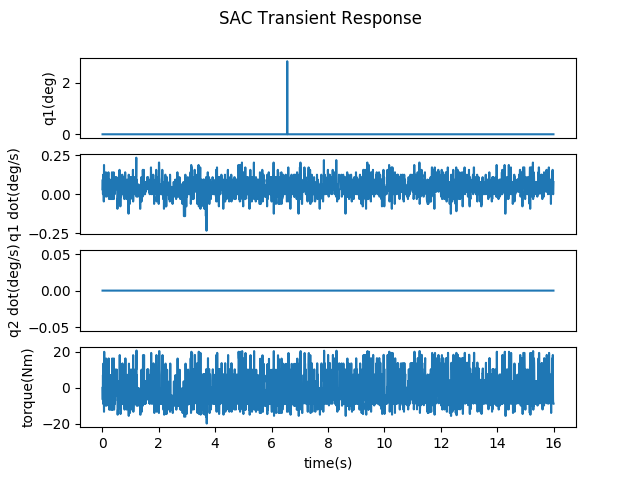 SAC Transient Response
q1(deg)
2
0
q1 dot(deg/s)
0.25
0.00
−0.25
q2 dot(deg/s)
0.05
0.00
−0.05
torque(Nm)
20
0
−20
0 2 4 6 8 10 12 14 16
time(s)